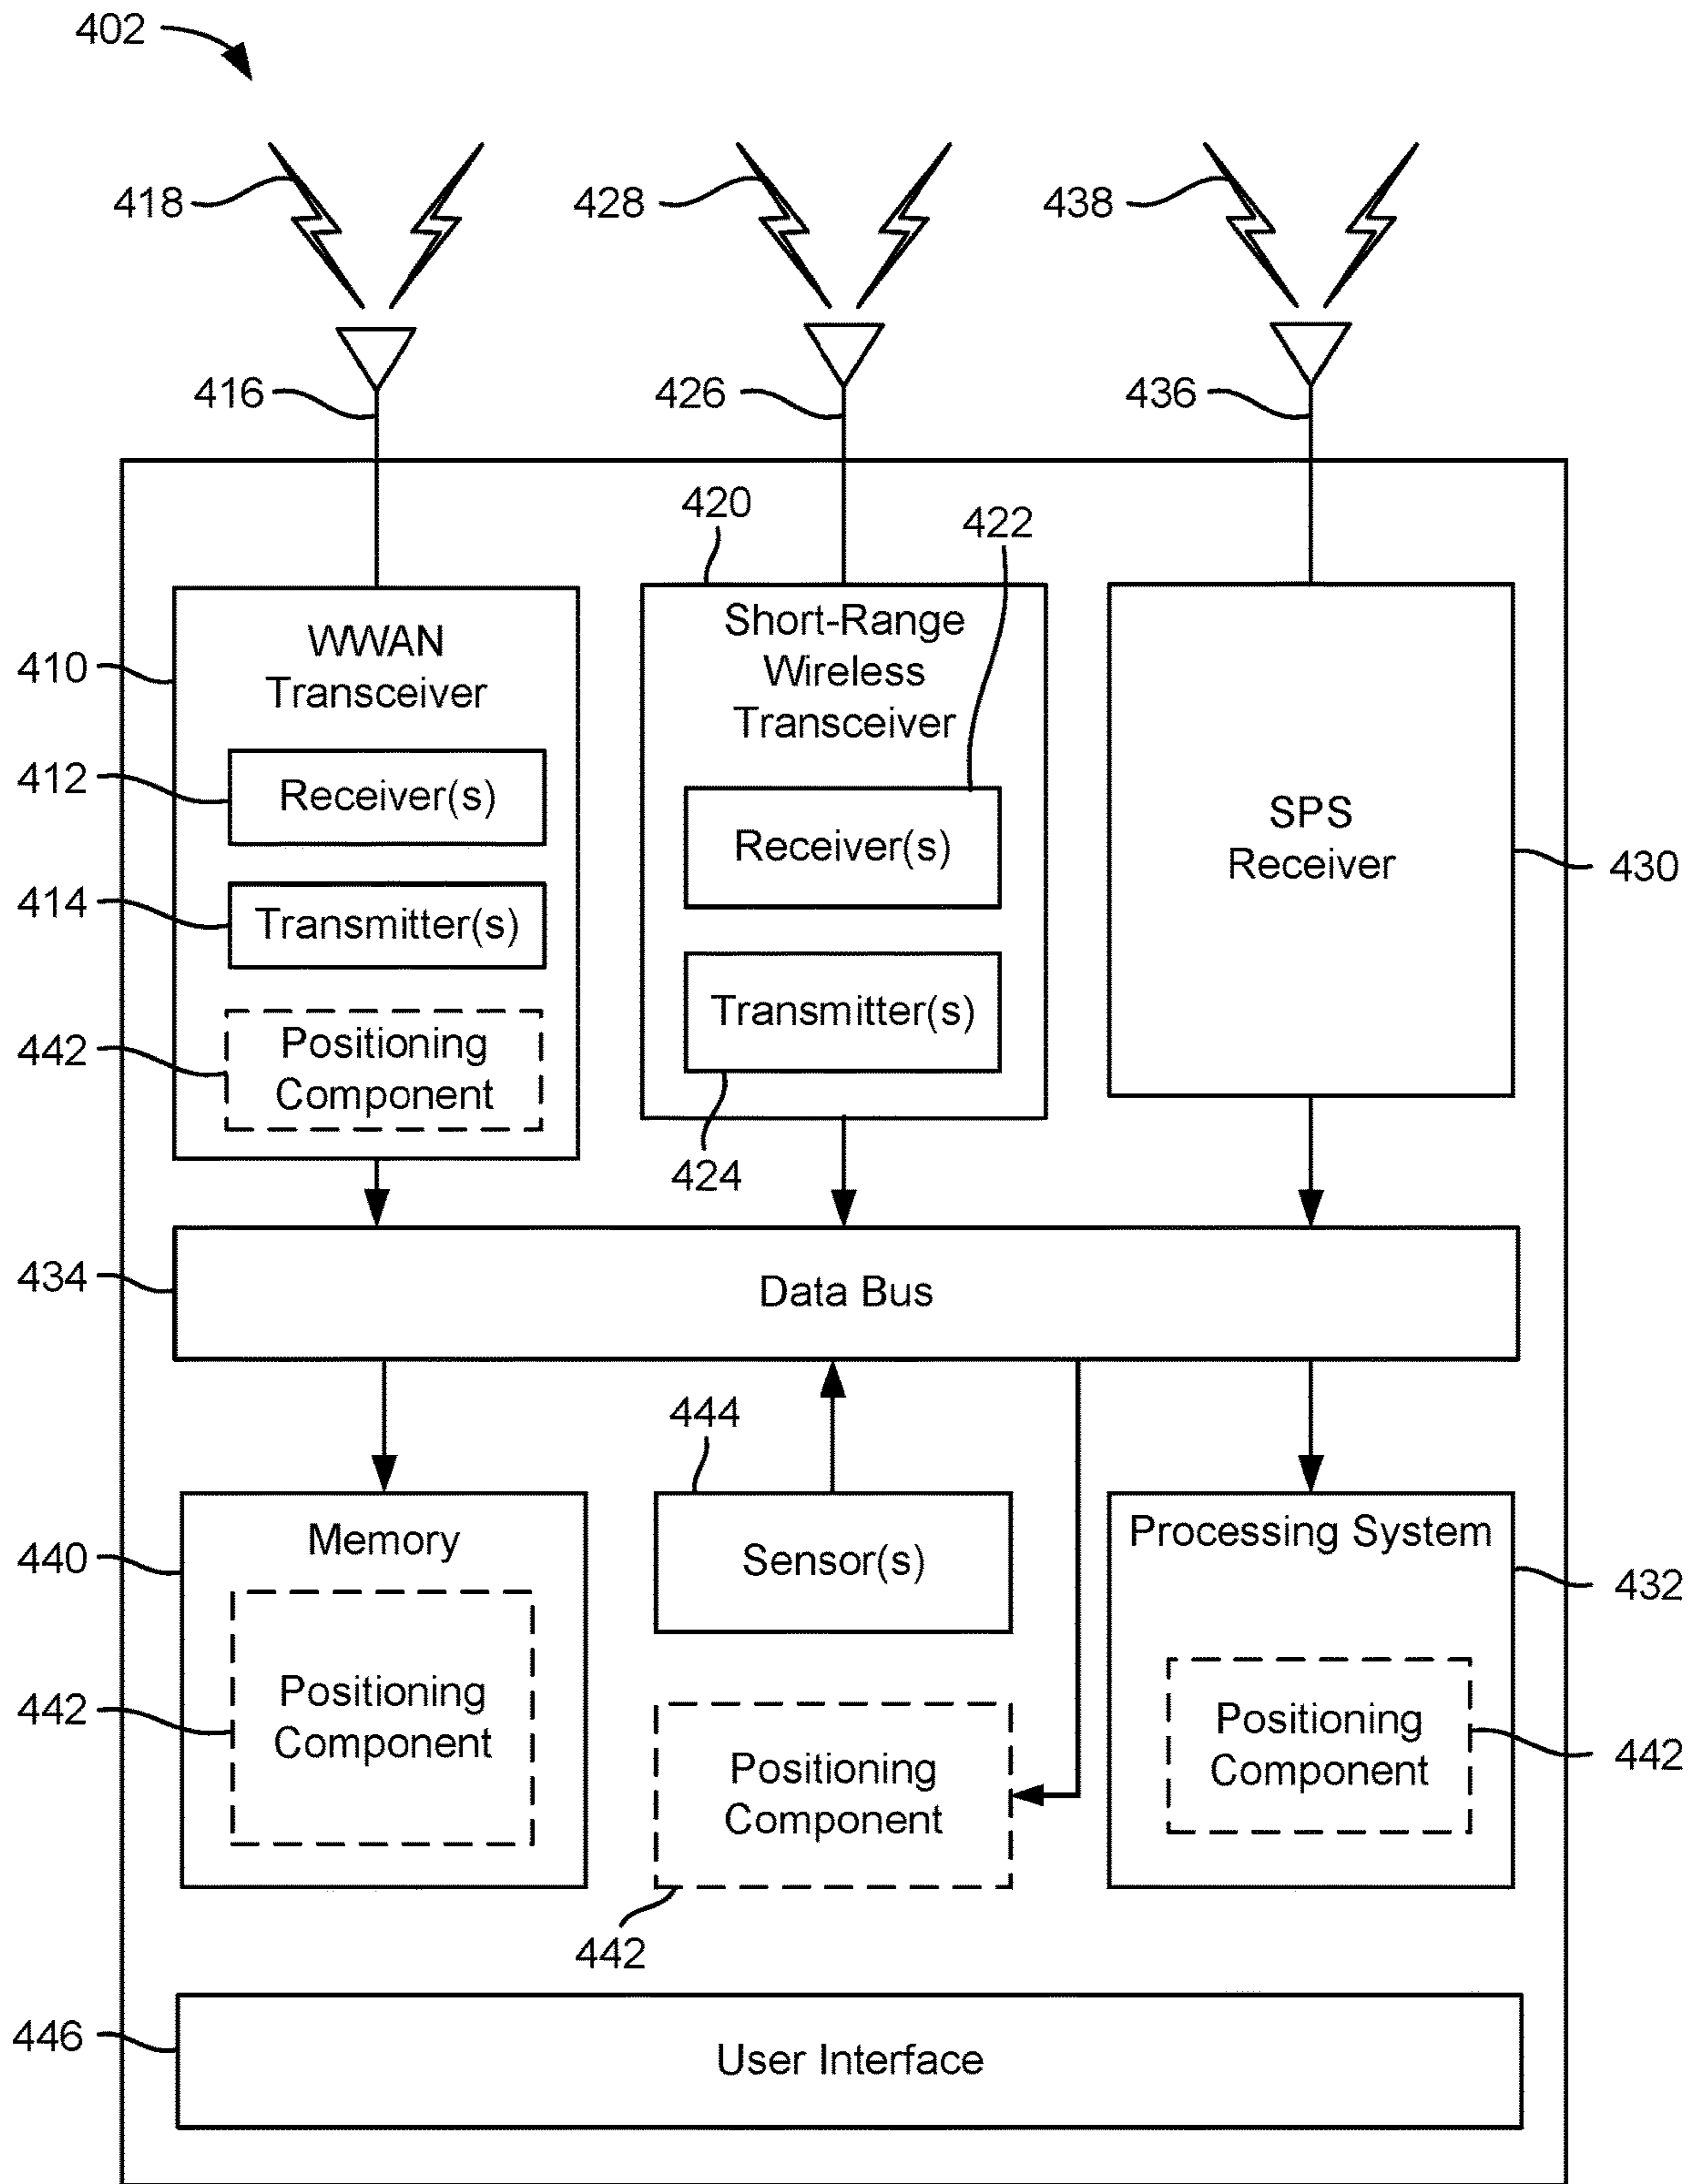 402
418
428
438
416
426
436
420
422
410
WWAN
Transceiver
Short-Range
Wireless
Transceiver
412
Receiver(s)
Receiver(s)
SPS
Receiver
430
414
Transmitter(s)
Transmitter(s)
442
Positioning
Component
424
434
Data Bus
444
440
Memory
Sensor(s)
Processing System
432
442
Positioning
Component
Positioning
Component
442
Positioning
Component
442
446
User Interface